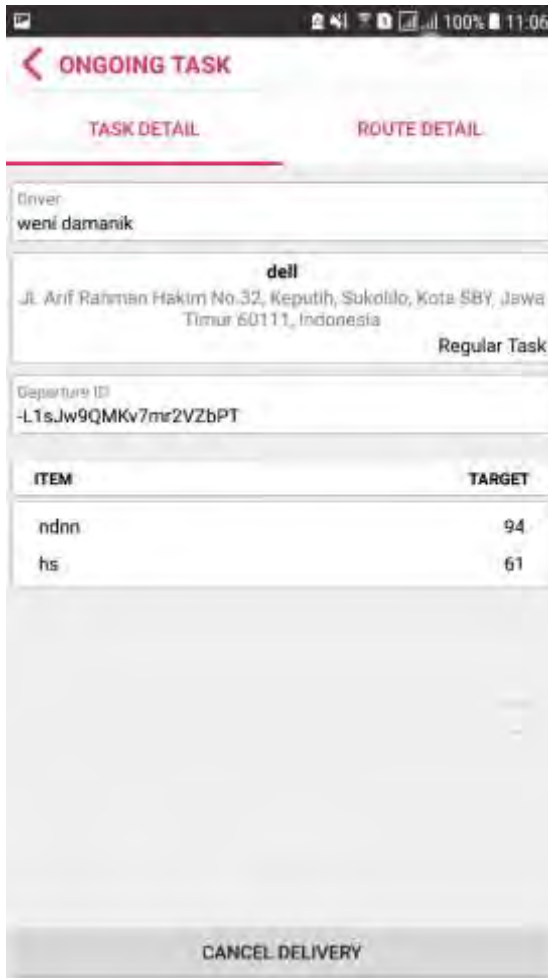 100% 11:06
ONGOING TASK
TASK DETAIL ROUTE DETAIL
Driver
weni damanik
dell
Jl. Arif Rahman Hakim No.32, Keputih, Sukolilo, Kota SBY, Jawa
Timur 60111, Indonesia
Regular Task
Departure ID
-L1sJw9QMKv7mr2VZbPT
ITEM TARGET
ndnn 94
hs 61
CANCEL DELIVERY